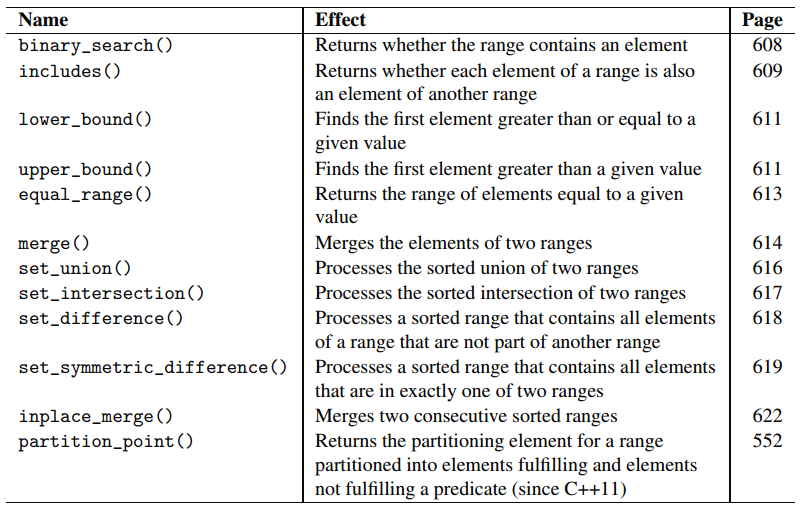 Name Effect Page
binary_search() Returns whether the range contains an element 608
includes() Returns whether each element of a range is also 609
an element of another range
lower_bound() Finds the first element greater than or equal to a 611
given value
upper_bound() Finds the first element greater than a given value 611
equal_range() Returns the range of elements equal to a given 613
value
merge() Merges the elements of two ranges 614
set_union() Processes the sorted union of two ranges 616
set_intersection() Processes the sorted intersection of two ranges 617
set_difference() Processes a sorted range that contains all elements 618
of a range that are not part of another range
set_symmetric_difference() Processes a sorted range that contains all elements 619
that are in exactly one of two ranges
inplace_merge() Merges two consecutive sorted ranges 622
partition_point() Returns the partitioning element for a range 552
partitioned into elements fulfilling and elements
not fulfilling a predicate (since C++11)